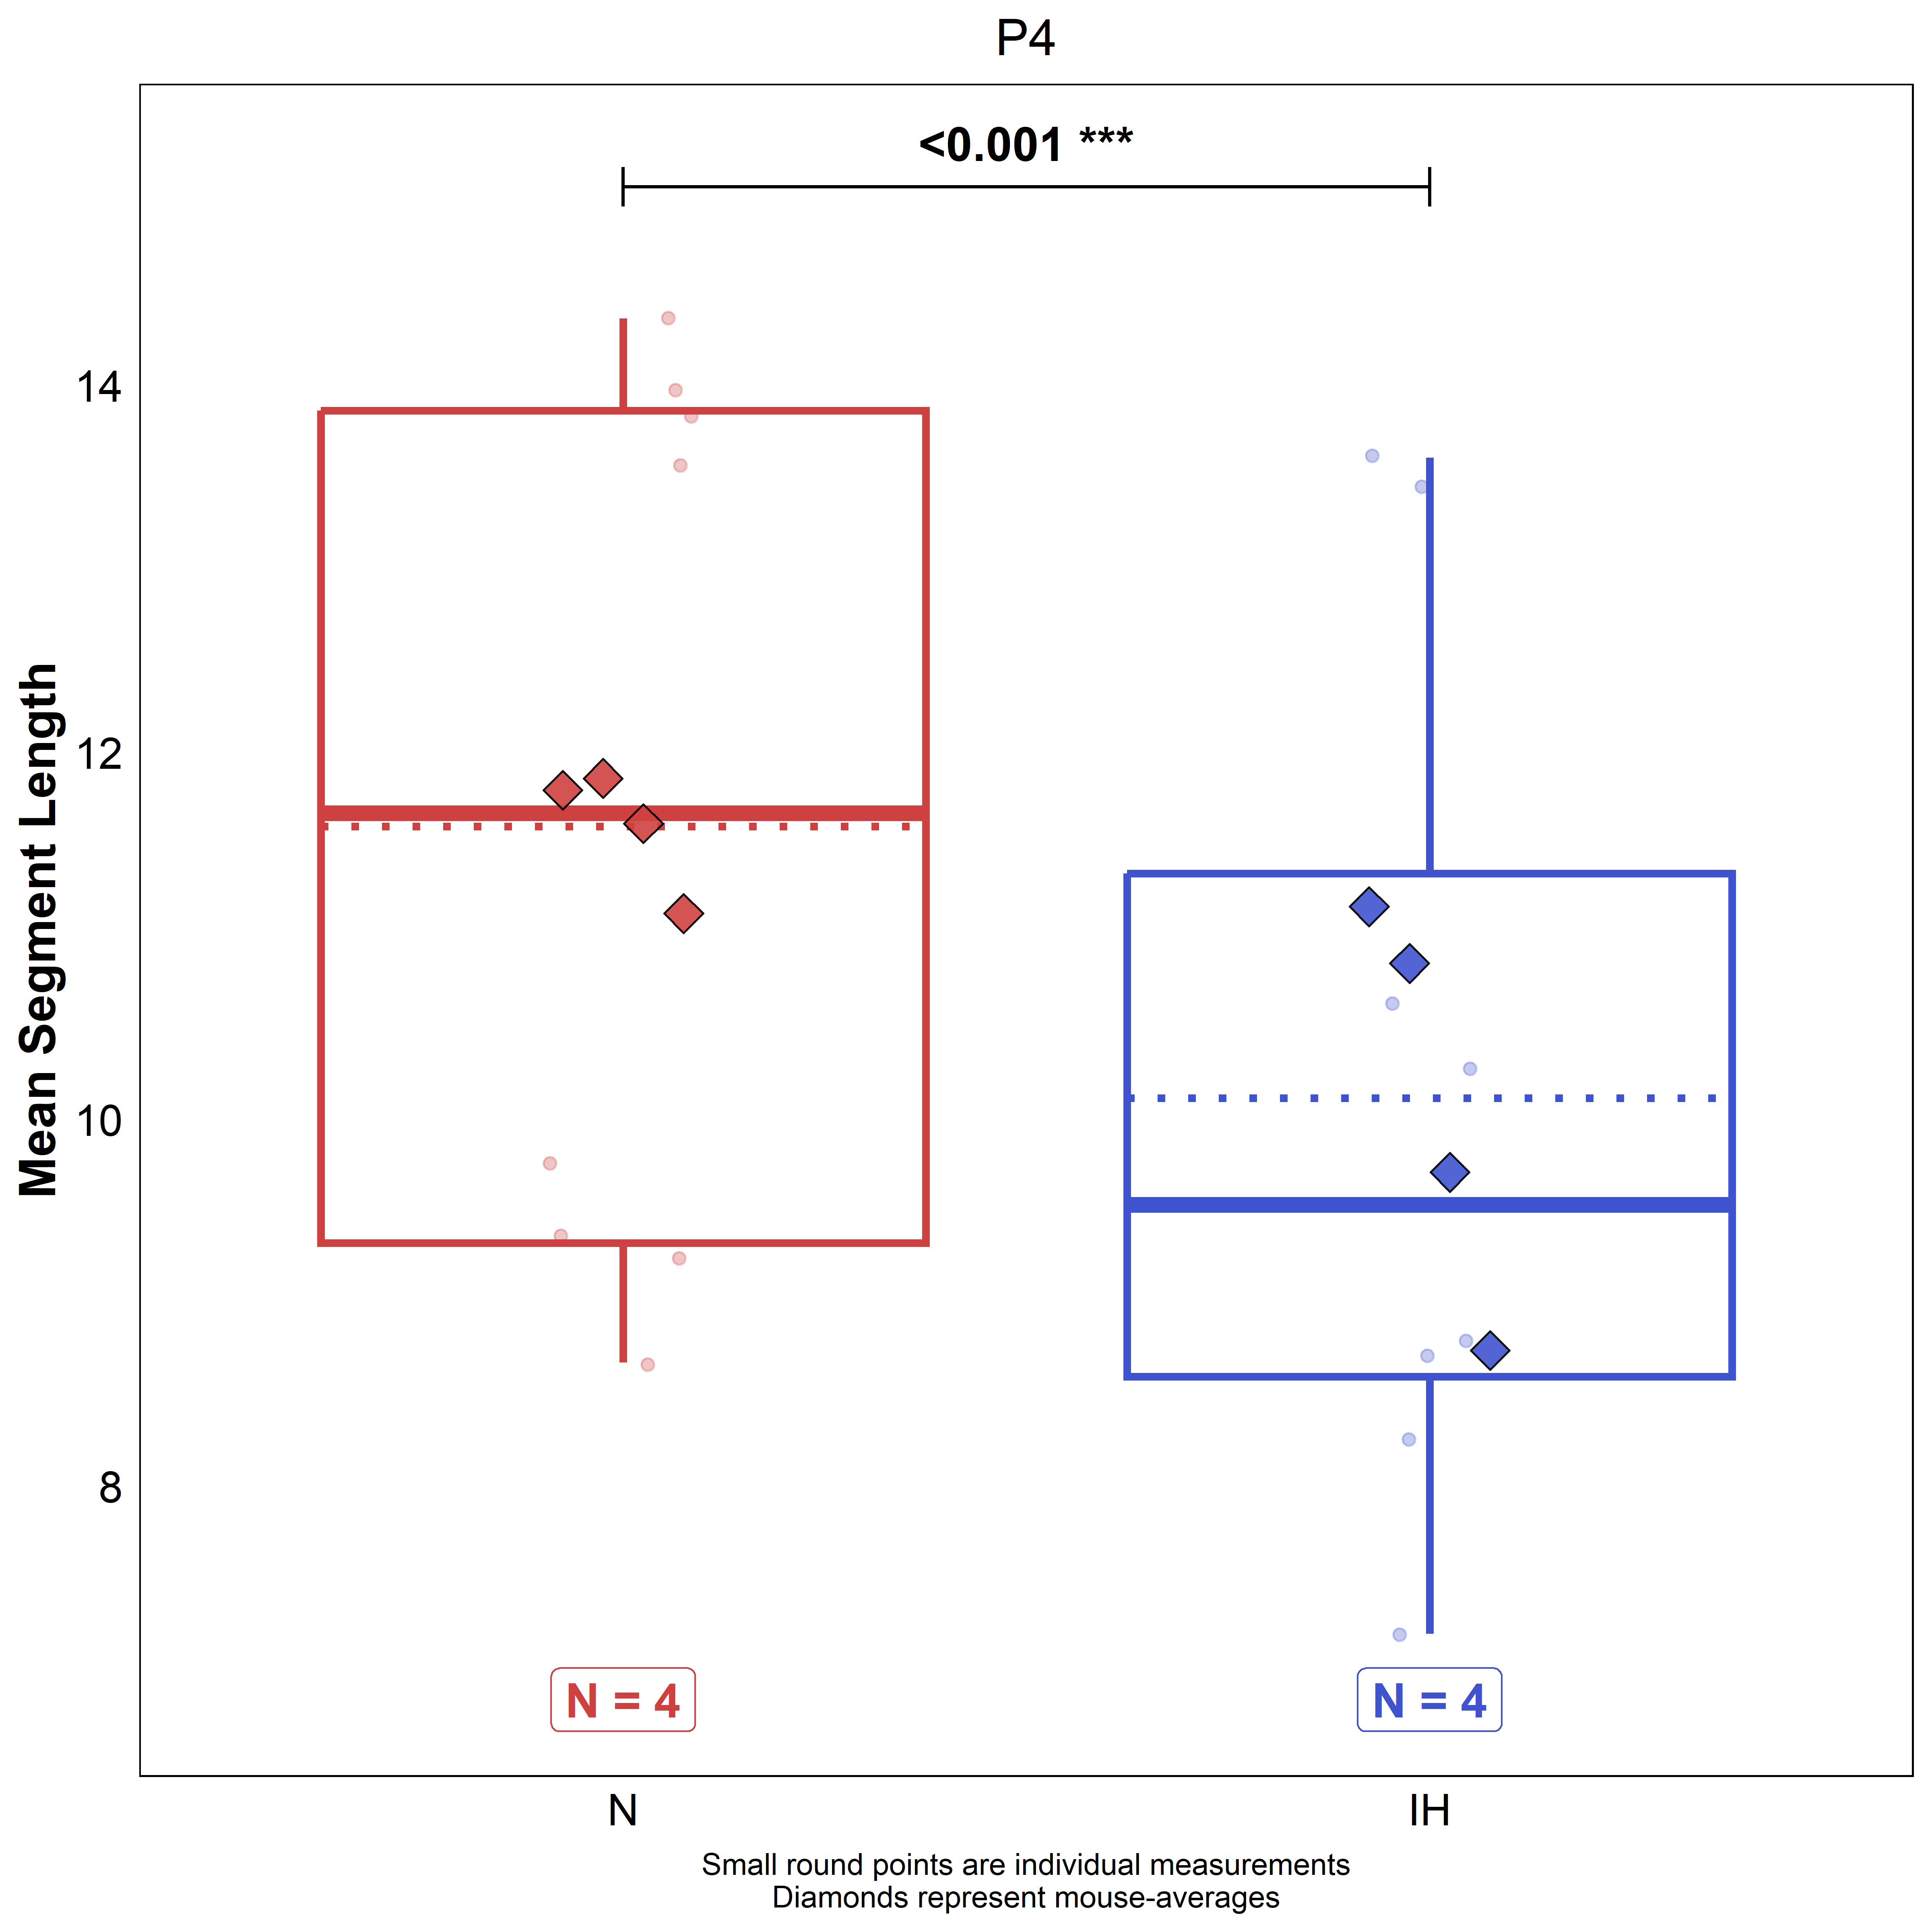 P4
<0.001 ***
14
12
10
8
Mean Segment Length
N = 4
N = 4
N
IH
Small round points are individual measurements
Diamonds represent mouse-averages